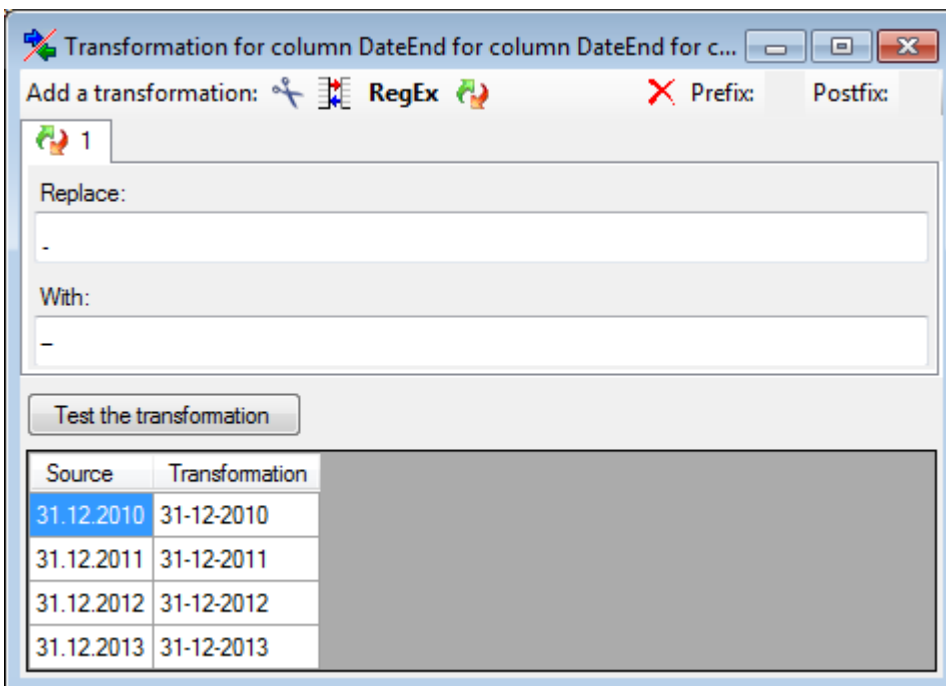 Transformation for column DateEnd for column DateEnd for c...
Add a transformation: RegEx Prefix: Postfix:
1
Replace:
.
With:
-
Test the transformation
Source Transformation
31.12.2010 31-12-2010
31.12.2011 31-12-2011
31.12.2012 31-12-2012
31.12.2013 31-12-2013